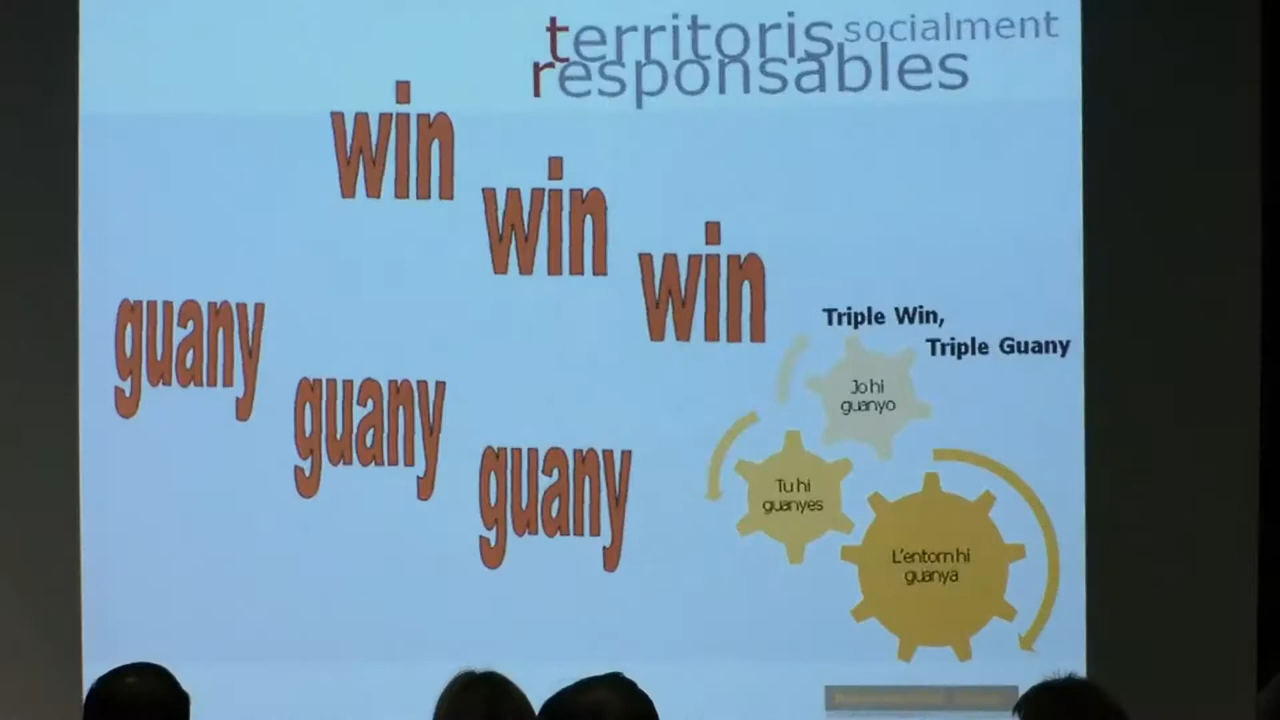 territoris socialment
responsables
win
win
win
guany
guany
guany
Triple Win,
Triple Guany
Jo hi
guanyo
Tu hi
guanyes
L'entorn hi
guanya